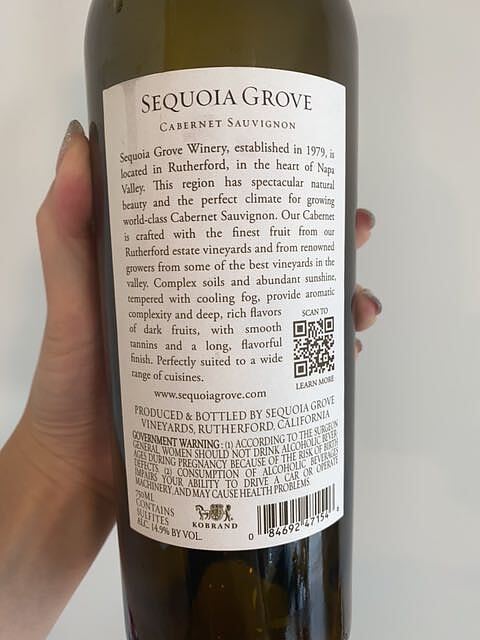 SEQUOIA GROVE
CABERNET SAUVIGNON
Sequoia Grove Winery, established in 1979, is
located in Rutherford, in the heart of Napa
Valley. This region has spectacular natural
beauty and the perfect climate for growing
world-class Cabernet Sauvignon. Our Cabernet
is crafted with the finest fruit from our
Rutherford estate vineyards and from renowned
growers from some of the best vineyards in the
valley. Complex soils and abundant sunshine,
tempered with cooling fog, provide aromatic
complexity and deep, rich flavors
of dark fruits, with smooth
tannins and a long, flavorful
finish. Perfectly suited to a wide
range of cuisines.
SCAN TO
LEARN MORE
www.sequoiagrove.com
PRODUCED & BOTTLED BY SEQUOIA GROVE
VINEYARDS, RUTHERFORD, CALIFORNIA
GOVERNMENT WARNING: (1) ACCORDING TO THE SURGEON
GENERAL, WOMEN SHOULD NOT DRINK ALCOHOLIC BEVER-
AGES DURING PREGNANCY BECAUSE OF THE RISK OF BIRTH
DEFECTS. (2) CONSUMPTION OF ALCOHOLIC BEVERAGES
IMPAIRS YOUR ABILITY TO DRIVE A CAR OR OPERATE
MACHINERY, AND MAY CAUSE HEALTH PROBLEMS.
750ML
CONTAINS
SULFITES
ALC. 14.9% BY VOL.
KOBRAND
0 84692 47154 8